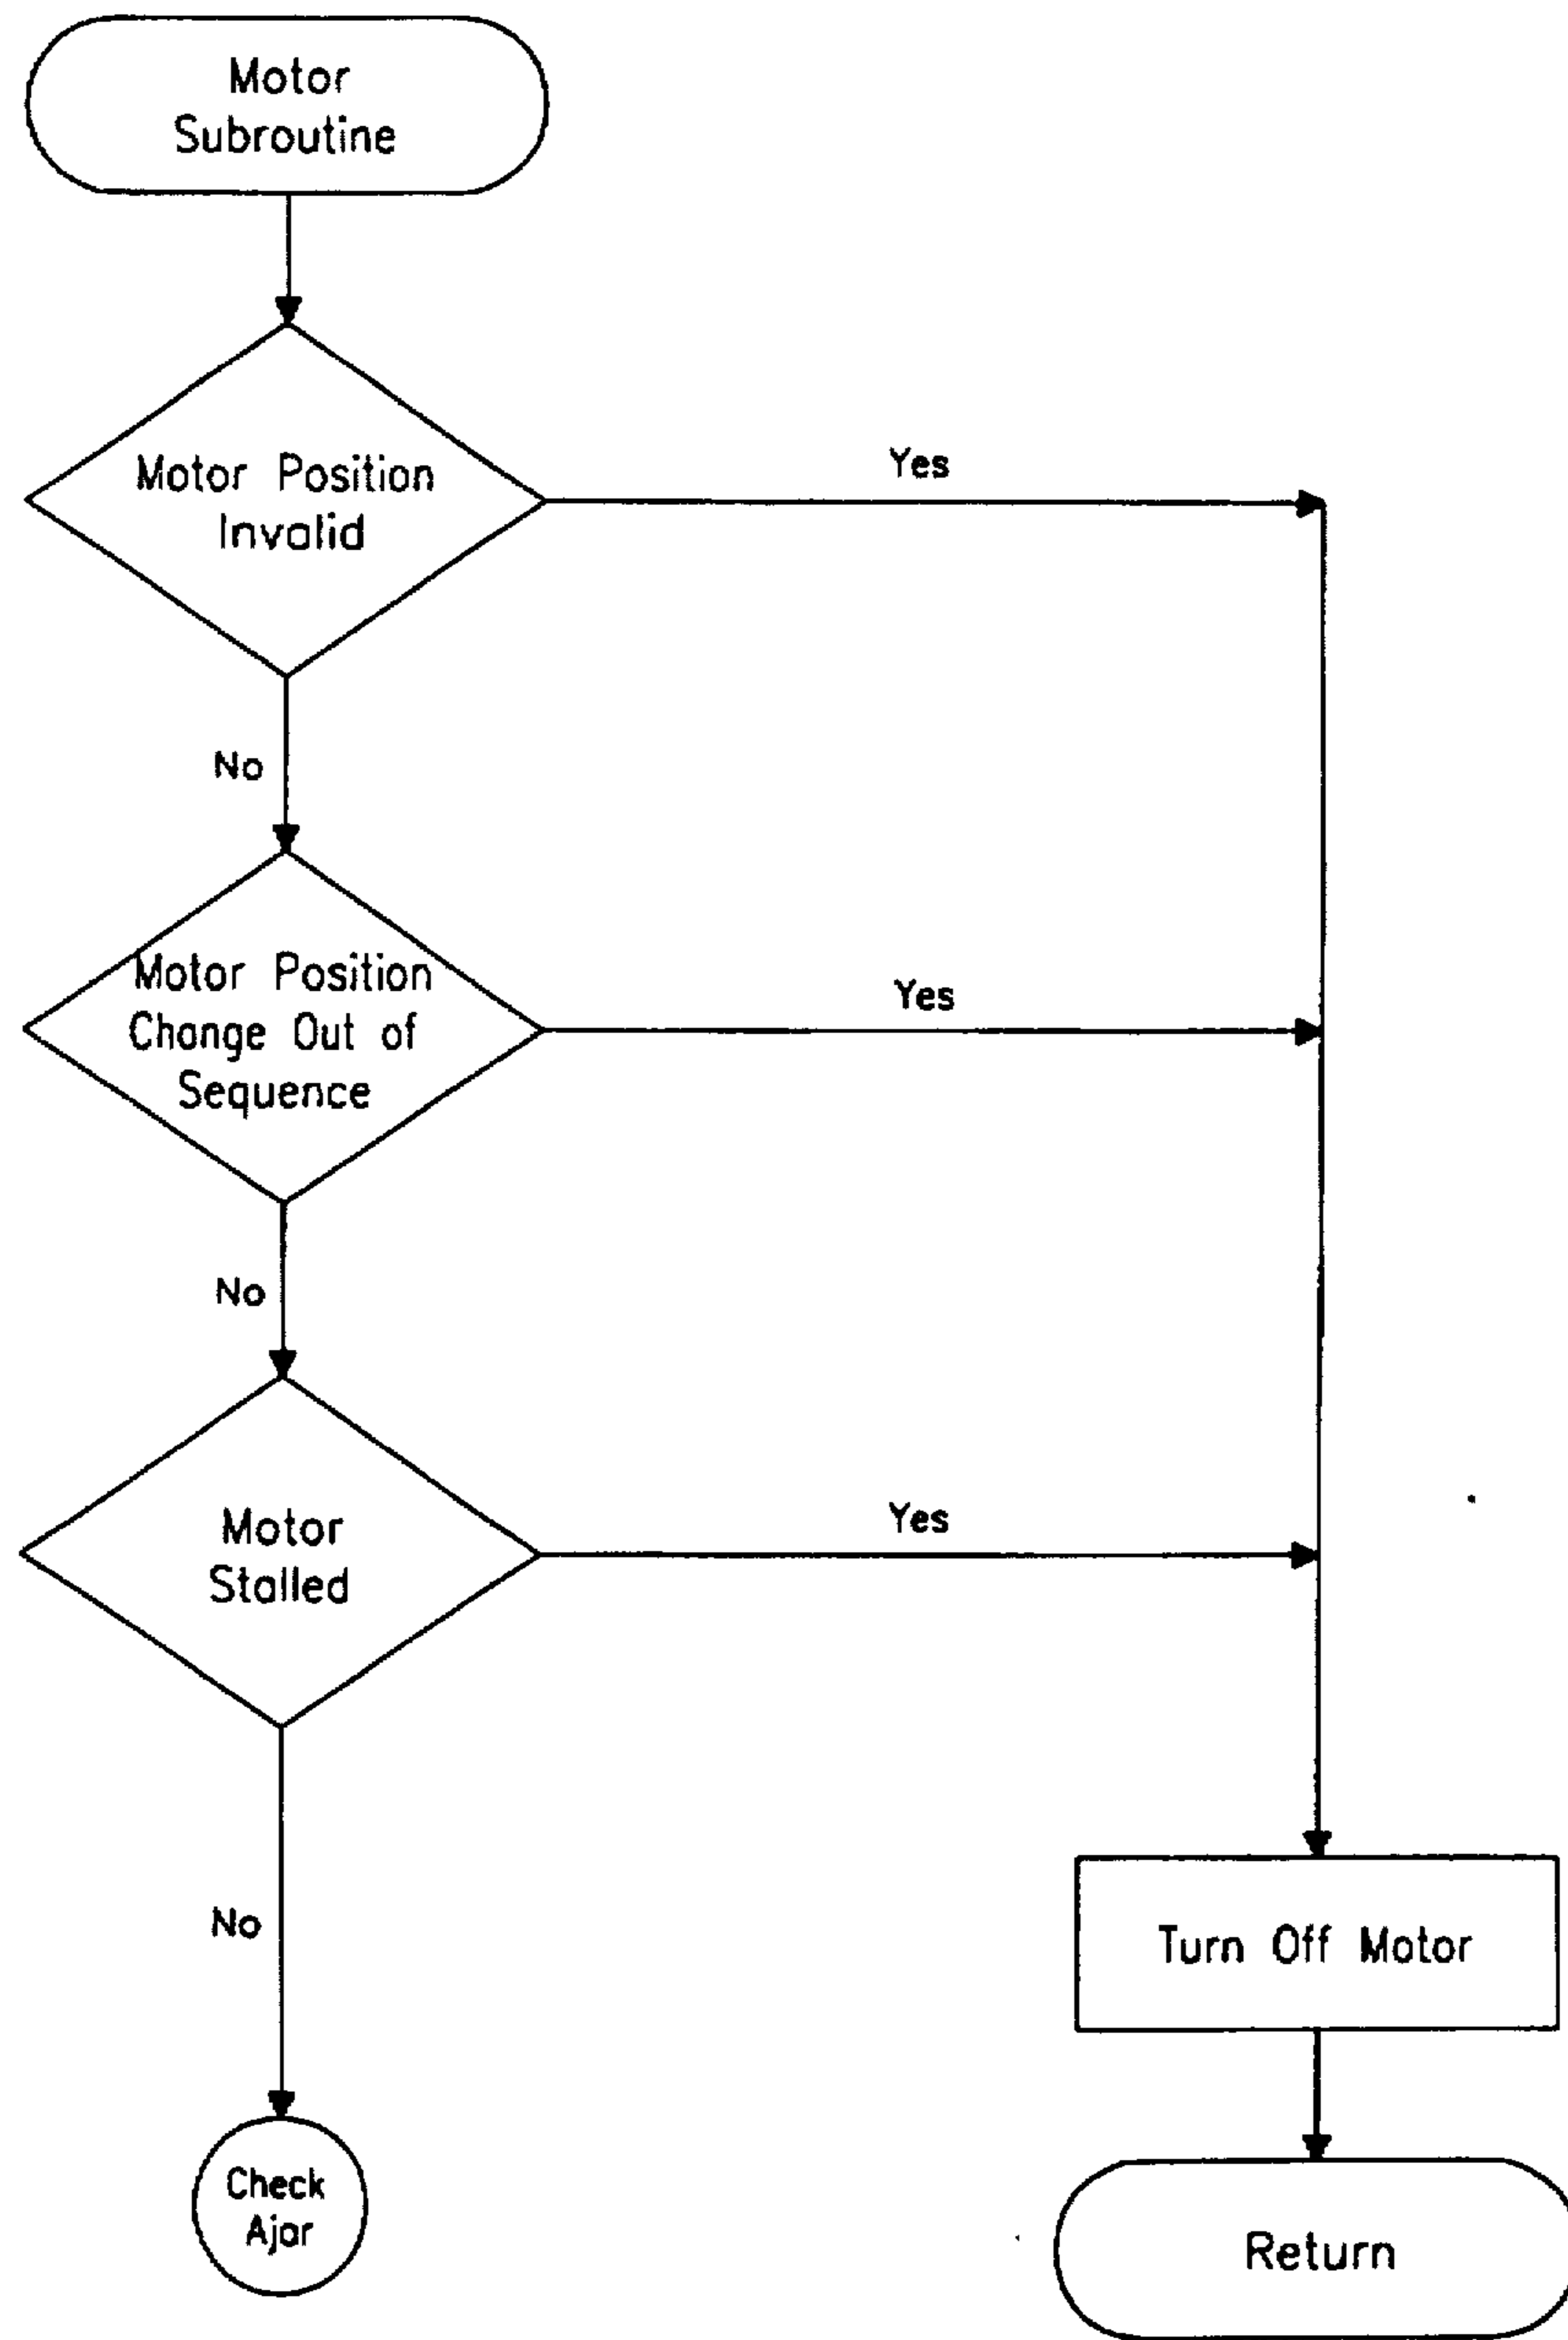 Motor
Subroutine
Motor Position
Invalid
Yes
No
Motor Position
Change Out of
Sequence
Yes
No
Motor
Stalled
Yes
No
Turn Off Motor
Check
Ajar
Return